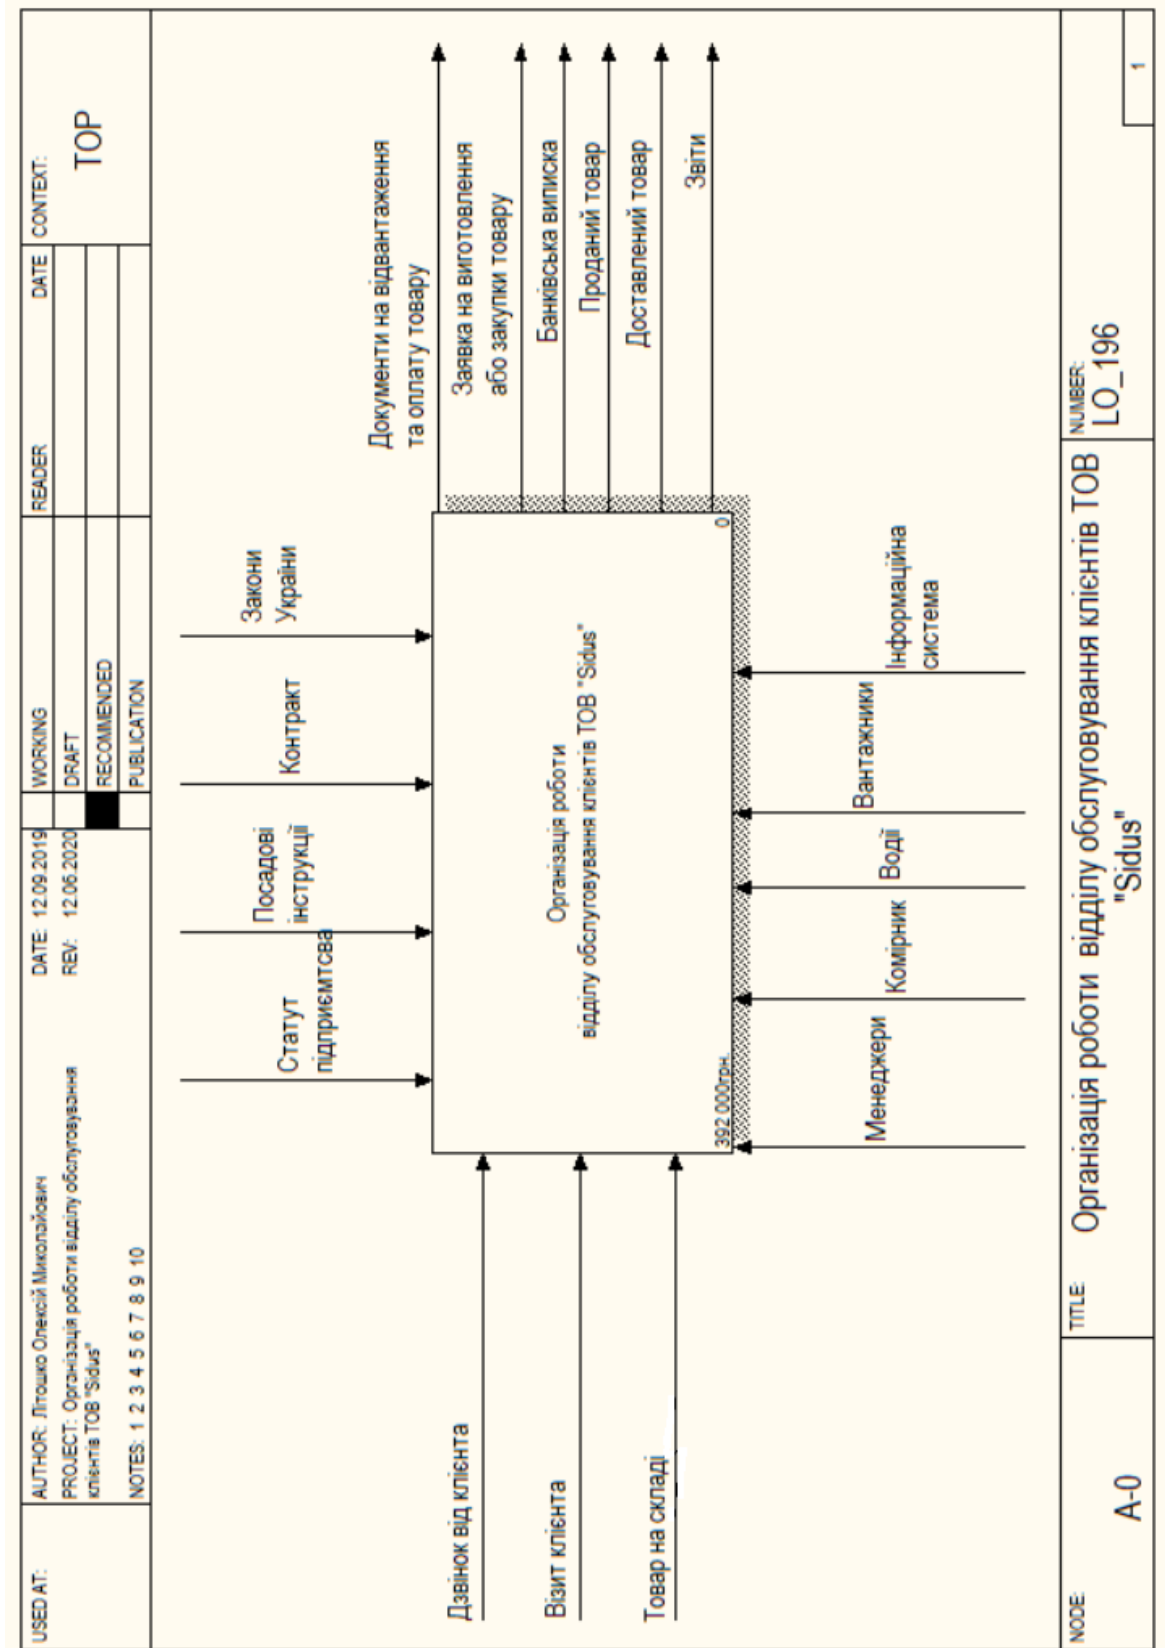 USED AT:
AUTHOR: Літошко Олексій Миколайович
PROJECT: Організація роботи відділу обслуговування
клієнтів ТОВ "Sidus"
NOTES: 1 2 3 4 5 6 7 8 9 10
DATE: 12.09.2019
REV: 12.06.2020
WORKING
DRAFT
RECOMMENDED
PUBLICATION
READER
DATE
CONTEXT:
TOP
Статут
підприємтсва
Посадові
інструкції
Контракт
Закони
України
Дзвінок від клієнта
Візит клієнта
Товар на складі
Організація роботи
відділу обслуговування клієнтів ТОВ "Sidus"
392 000грн.
0
Документи на відвантаження
та оплату товару
Заявка на виготовлення
або закупки товару
Банківська виписка
Проданий товар
Доставлений товар
Звіти
Менеджери
Комірник
Водії
Вантажники
Інформаційна
система
NODE:
A-0
TITLE:
Організація роботи відділу обслуговування клієнтів ТОВ
"Sidus"
NUMBER:
LO_196
1